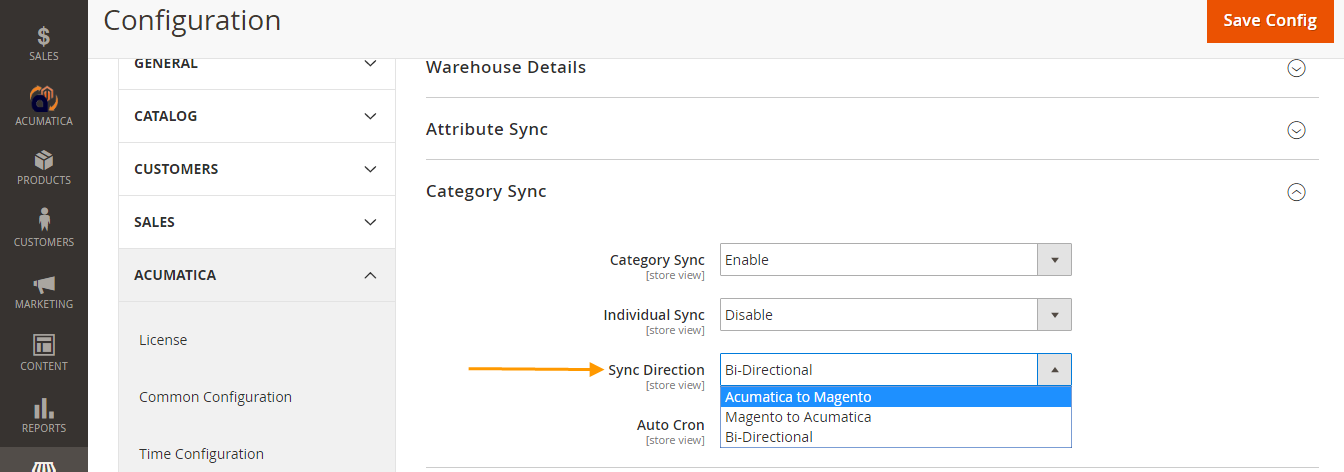 Configuration
Save Config
SALES
ACUMATICA
PRODUCTS
CUSTOMERS
MARKETING
CONTENT
REPORTS
GENERAL
CATALOG
CUSTOMERS
SALES
ACUMATICA
License
Common Configuration
Time Configuration
Warehouse Details
Attribute Sync
Category Sync
Category Sync
[store view]
Enable
Individual Sync
[store view]
Disable
Sync Direction
[store view]
Bi-Directional
Acumatica to Magento
Magento to Acumatica
Bi-Directional
Auto Cron
[store view]